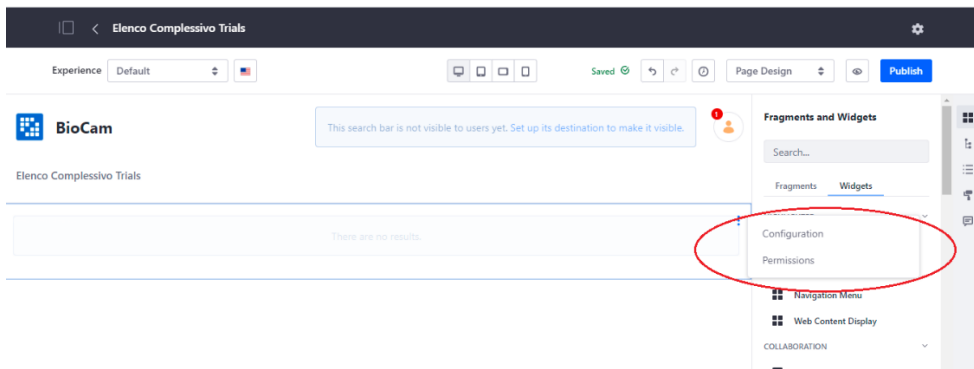 Elenco Complessivo Trials
Experience Default Saved Page Design Publish
BioCam
This search bar is not visible to users yet. Set up its destination to make it visible.
1
Fragments and Widgets
Search...
Elenco Complessivo Trials
Fragments Widgets
There are no results.
Configuration
Permissions
Navigation Menu
Web Content Display
COLLABORATION